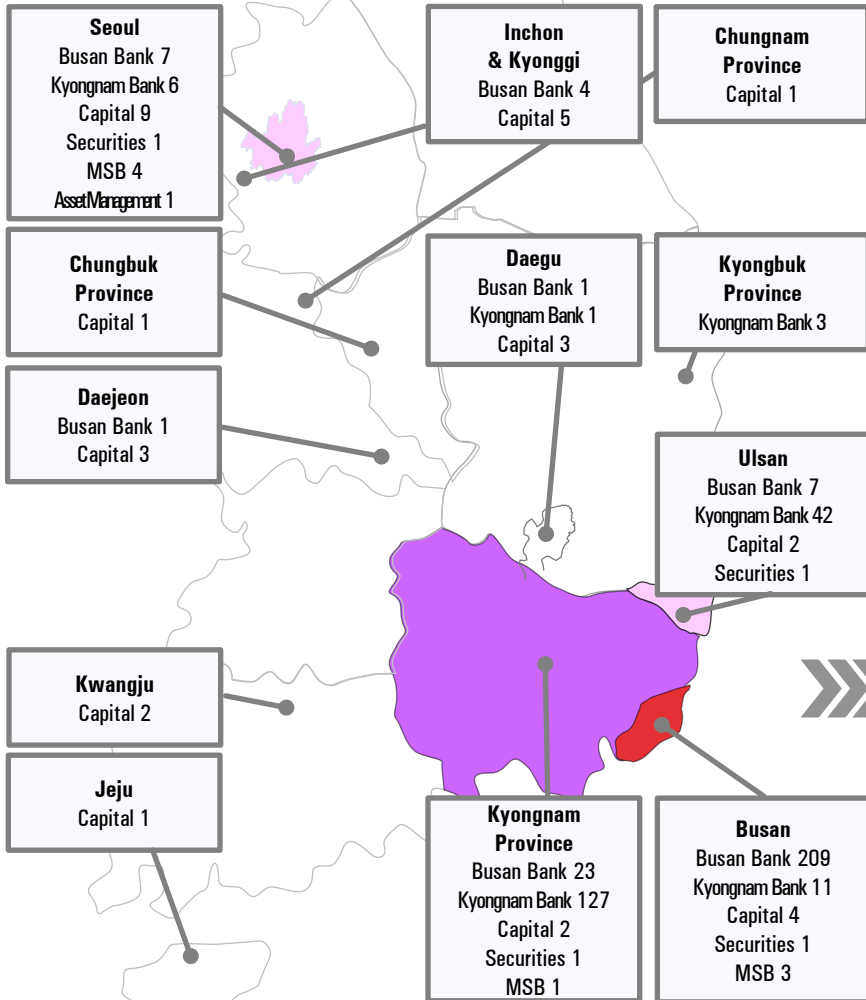 Seoul
Busan Bank 7
Kyongnam Bank 6
Capital 9
Securities 1
MSB 4
AssetManagement 1
Inchon
& Kyonggi
Busan Bank 4
Capital 5
Chungnam
Province
Capital 1
Chungbuk
Province
Capital 1
Daegu
Busan Bank 1
Kyongnam Bank 1
Capital 3
Kyongbuk
Province
Kyongnam Bank 3
Daejeon
Busan Bank 1
Capital 3
Ulsan
Busan Bank 7
Kyongnam Bank 42
Capital 2
Securities 1
Kwangju
Capital 2
Jeju
Capital 1
Kyongnam
Province
Busan Bank 23
Kyongnam Bank 127
Capital 2
Securities 1
MSB 1
Busan
Busan Bank 209
Kyongnam Bank 11
Capital 4
Securities 1
MSB 3